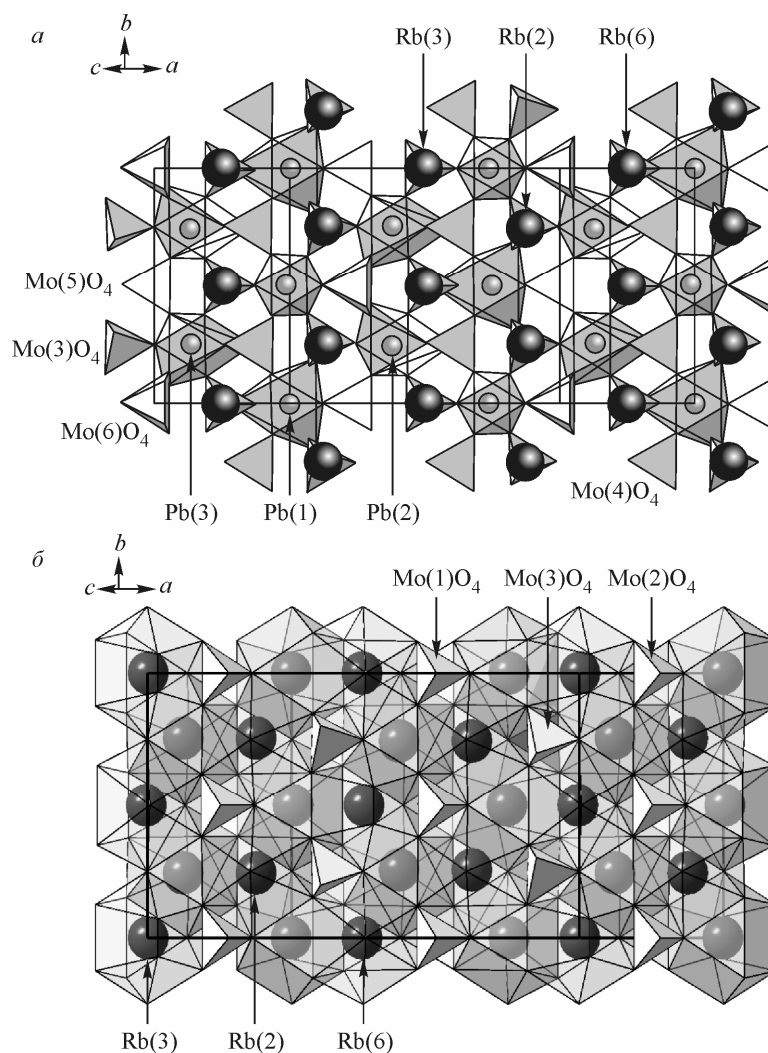 а
b
c
a
Rb(3)
Rb(2)
Rb(6)
Mo(5)O4
Mo(3)O4
Mo(6)O4
Mo(4)O4
Pb(3)
Pb(1)
Pb(2)
б
b
c
a
Mo(1)O4
Mo(3)O4
Mo(2)O4
Rb(3)
Rb(2)
Rb(6)